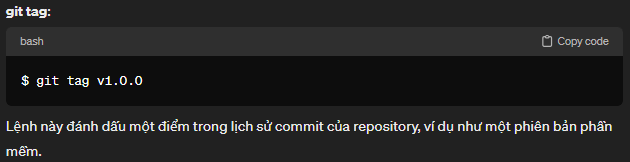 git tag:
bash
Copy code
$ git tag v1.0.0
Lệnh này đánh dấu một điểm trong lịch sử commit của repository, ví dụ như một phiên bản phần
mềm.